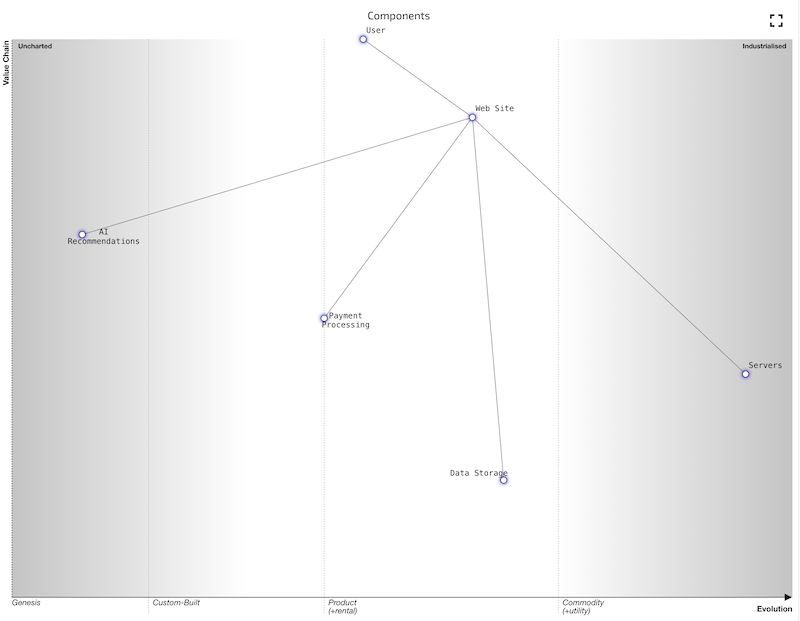 Components
User
Uncharted
Industrialised
Value Chain
Web Site
AI
Recommendations
Payment
Processing
Servers
Data Storage
Genesis
Custom-Built
Product
(+rental)
Commodity
(+utility)
Evolution